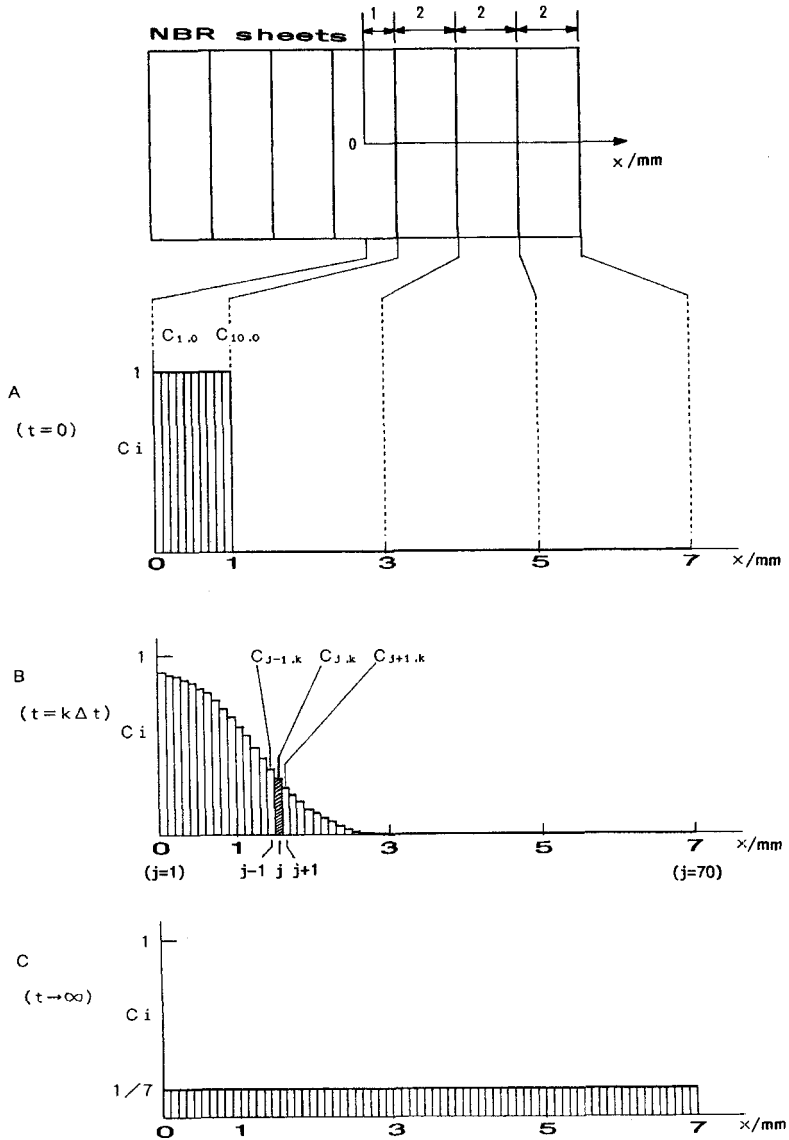 1 2 2 2
NBR sheets
0
x/mm
C1.0 C10.0
1
A
(t=0)
Ci
0 1 3 5 7 x/mm
1
Cj-1.k Cj.k Cj+1.k
B
(t=kΔt)
Ci
0 1 3 5 7 x/mm
(j=1) j-1 j j+1 (j=70)
1
C
(t→∞)
Ci
1/7
0 1 3 5 7 x/mm